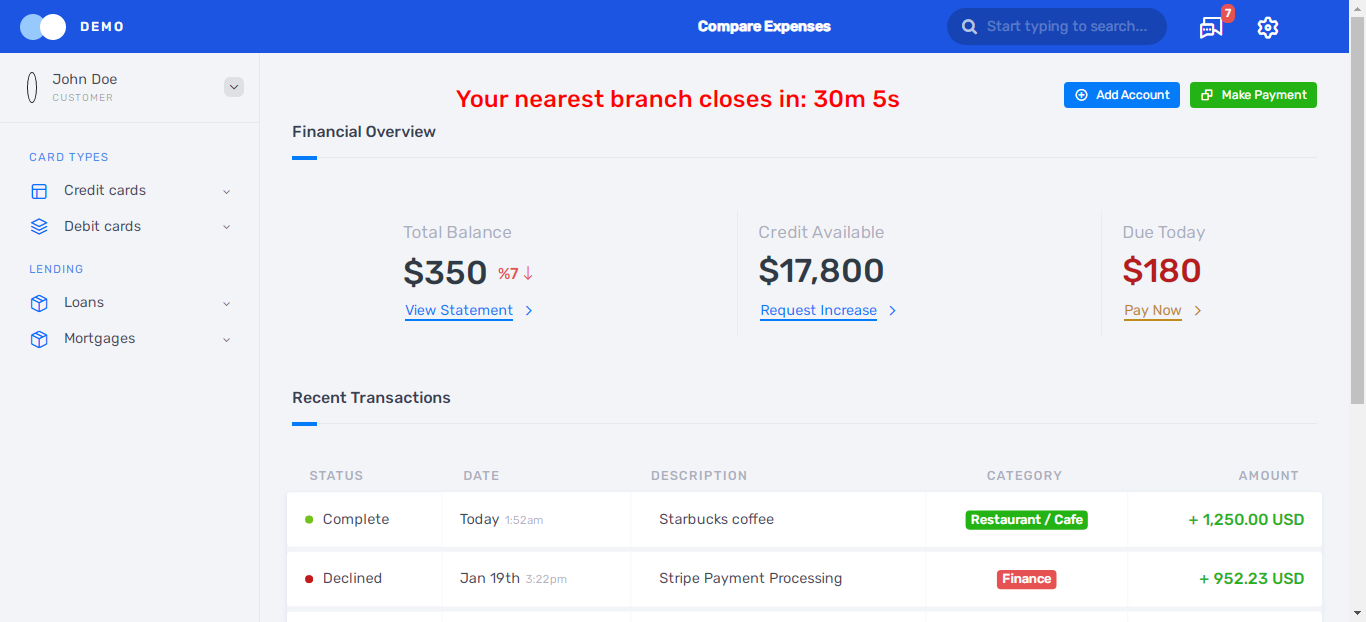 DEMO
Compare Expenses
Start typing to search...
7
John Doe
CUSTOMER
Your nearest branch closes in: 30m 5s
Add Account
Make Payment
Financial Overview
CARD TYPES
Credit cards
Debit cards
LENDING
Loans
Mortgages
Total Balance
$350 %7
View Statement
Credit Available
$17,800
Request Increase
Due Today
$180
Pay Now
Recent Transactions
STATUS DATE DESCRIPTION CATEGORY AMOUNT
Complete Today 1:52am Starbucks coffee Restaurant / Cafe + 1,250.00 USD
Declined Jan 19th 3:22pm Stripe Payment Processing Finance + 952.23 USD